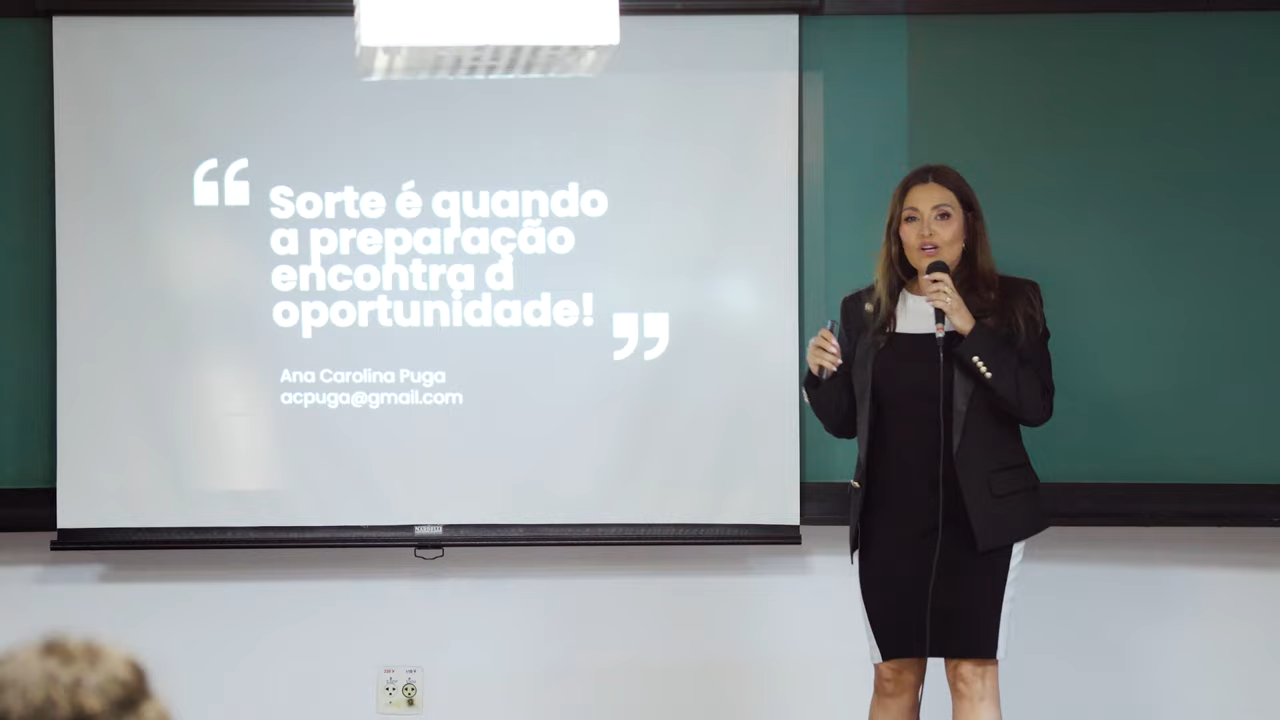 “
Sorte é quando
a preparação
encontra a
oportunidade!
”
Ana Carolina Puga
acpuga@gmail.com